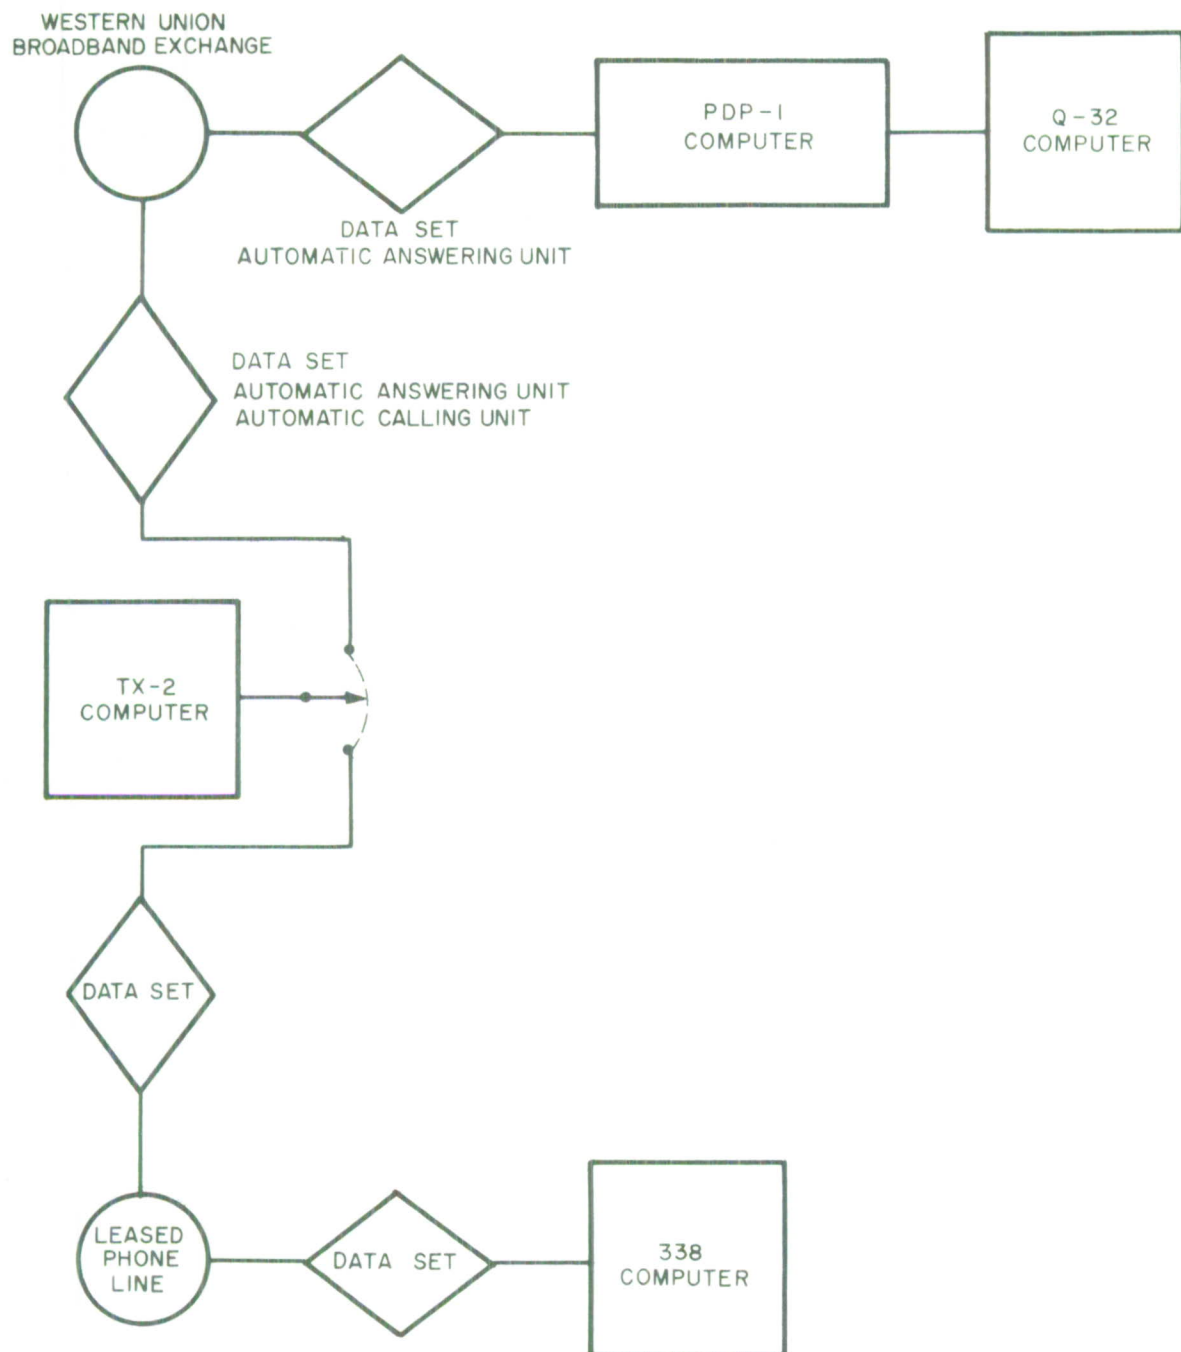 WESTERN UNION
BROADBAND EXCHANGE
PDP-1
COMPUTER
Q-32
COMPUTER
DATA SET
AUTOMATIC ANSWERING UNIT
DATA SET
AUTOMATIC ANSWERING UNIT
AUTOMATIC CALLING UNIT
TX-2
COMPUTER
DATA SET
LEASED
PHONE
LINE
DATA SET
338
COMPUTER